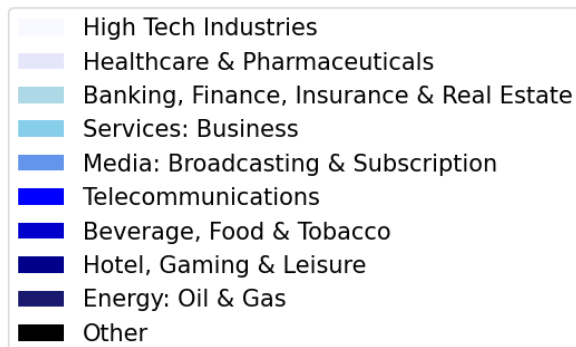 High Tech Industries
Healthcare & Pharmaceuticals
Banking, Finance, Insurance & Real Estate
Services: Business
Media: Broadcasting & Subscription
Telecommunications
Beverage, Food & Tobacco
Hotel, Gaming & Leisure
Energy: Oil & Gas
Other